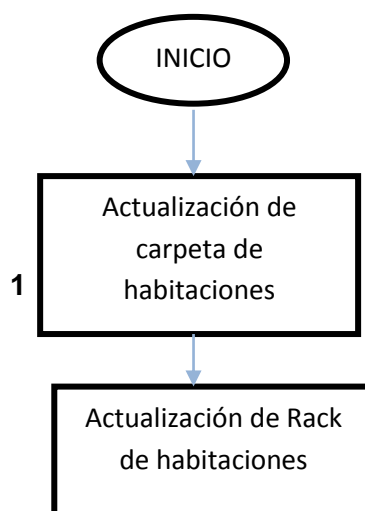 INICIO
Actualización de
carpeta de
habitaciones
1
Actualización de Rack
de habitaciones